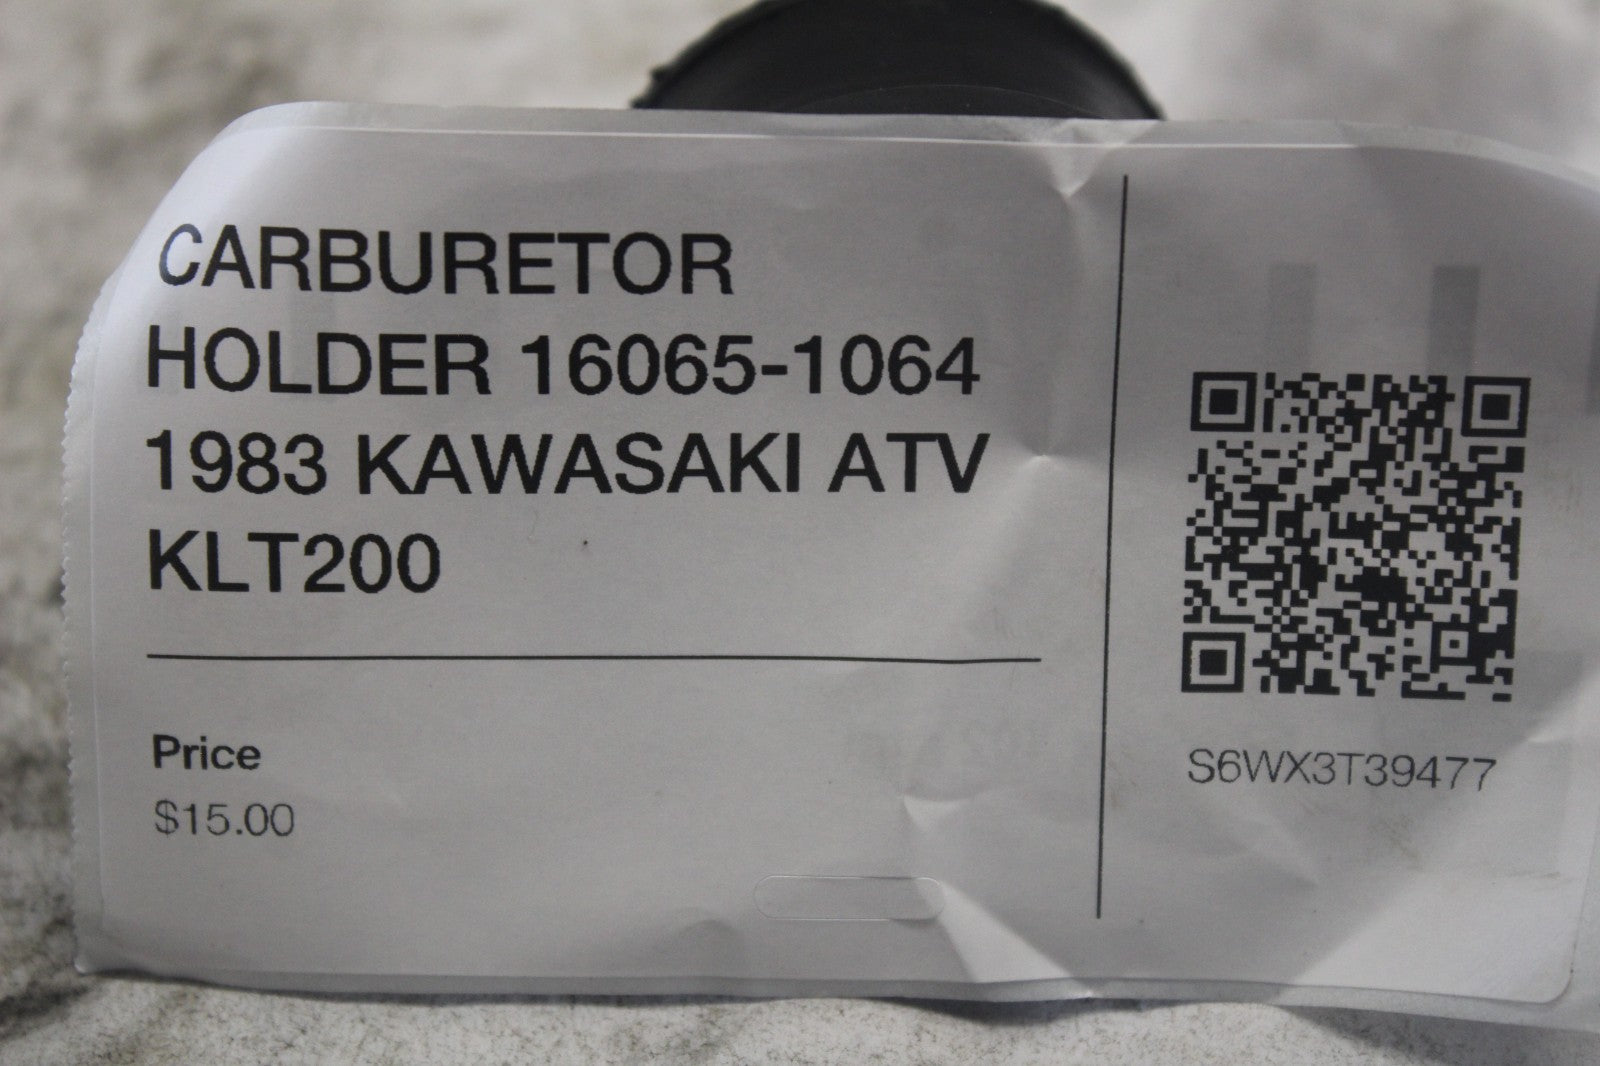 CARBURETOR
HOLDER 16065-1064
1983 KAWASAKI ATV
KLT200
Price
$15.00
S6WX3T39477